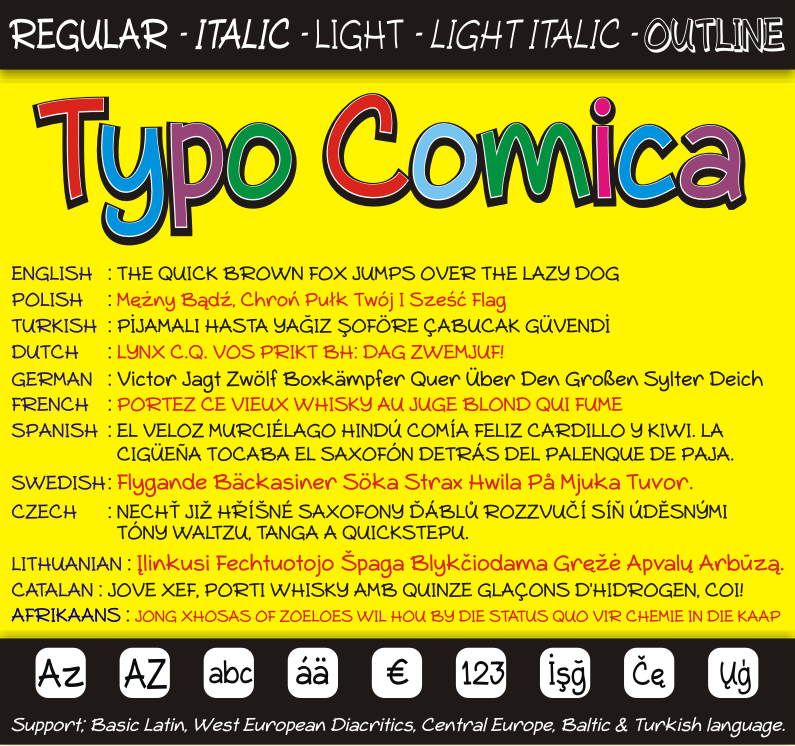 REGULAR - ITALIC - LIGHT - LIGHT ITALIC - OUTLINE
Typo Comica
ENGLISH : THE QUICK BROWN FOX JUMPS OVER THE LAZY DOG
POLISH : Mężny Bądź, Chroń Pułk Twój I Sześć Flag
TURKISH : PİJAMALI HASTA YAĞIZ ŞOFÖRE ÇABUCAK GÜVENDİ
DUTCH : LYNX C.Q. VOS PRIKT BH: DAG ZWEMJUF!
GERMAN : Victor Jagt Zwölf Boxkämpfer Quer Über Den Großen Sylter Deich
FRENCH : PORTEZ CE VIEUX WHISKY AU JUGE BLOND QUI FUME
SPANISH : EL VELOZ MURCIÉLAGO HINDÚ COMÍA FELIZ CARDILLO Y KIWI. LA
CIGÜEÑA TOCABA EL SAXOFÓN DETRÁS DEL PALENQUE DE PAJA.
SWEDISH : Flygande Bäckasiner Söka Strax Hwila På Mjuka Tuvor.
CZECH : NECHŤ JIŽ HŘÍŠNÉ SAXOFONY ĎÁBLŮ ROZZVUČÍ SÍŇ ÚDĚSNÝMI
TÓNY WALTZU, TANGA A QUICKSTEPU.
LITHUANIAN : Įlinkusi Fechtuotojo Špaga Blykčiodama Gręžė Apvalų Arbūzą.
CATALAN : JOVE XEF, PORTI WHISKY AMB QUINZE GLAÇONS D'HIDROGEN, COI!
AFRIKAANS : JONG XHOSAS OF ZOELOES WIL HOU BY DIE STATUS QUO VIR CHEMIE IN DIE KAAP
Az AZ abc áä € 123 İşğ Čę Ųģ
Support; Basic Latin, West European Diacritics, Central Europe, Baltic & Turkish language.